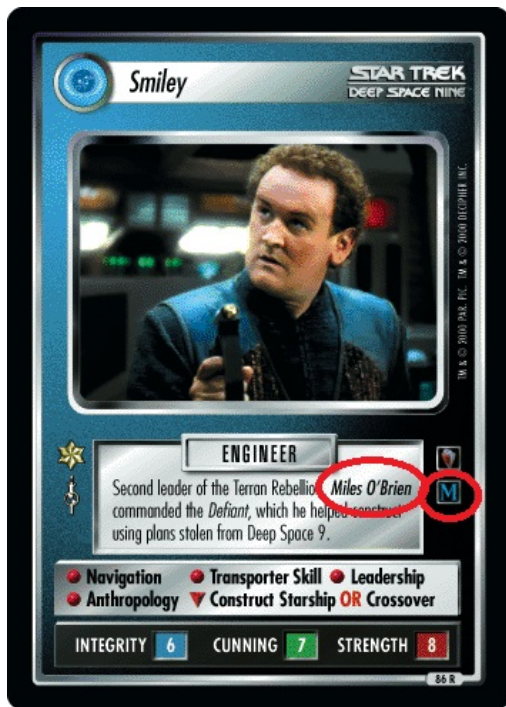 Smiley
STAR TREK
DEEP SPACE NINE
TM & © 2000 PAR. PIC. TM & © 2000 DECIPHER INC.
ENGINEER
Second leader of the Terran Rebellion. Miles O'Brien
commanded the Defiant, which he helped construct
using plans stolen from Deep Space 9.
M
Navigation Transporter Skill Leadership
Anthropology Construct Starship OR Crossover
INTEGRITY 6 CUNNING 7 STRENGTH 8
86 R